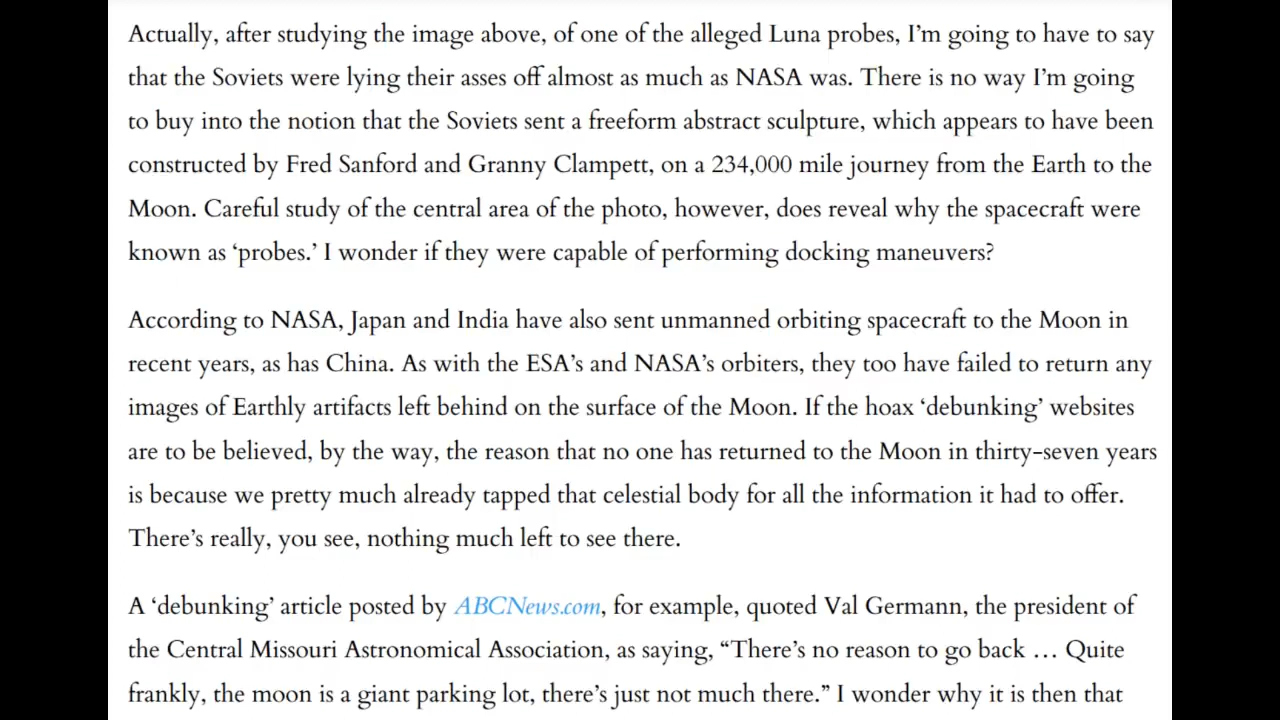 Actually, after studying the image above, of one of the alleged Luna probes, I’m going to have to say
that the Soviets were lying their asses off almost as much as NASA was. There is no way I’m going
to buy into the notion that the Soviets sent a freeform abstract sculpture, which appears to have been
constructed by Fred Sanford and Granny Clampett, on a 234,000 mile journey from the Earth to the
Moon. Careful study of the central area of the photo, however, does reveal why the spacecraft were
known as ‘probes.’ I wonder if they were capable of performing docking maneuvers?
According to NASA, Japan and India have also sent unmanned orbiting spacecraft to the Moon in
recent years, as has China. As with the ESA’s and NASA’s orbiters, they too have failed to return any
images of Earthly artifacts left behind on the surface of the Moon. If the hoax ‘debunking’ websites
are to be believed, by the way, the reason that no one has returned to the Moon in thirty-seven years
is because we pretty much already tapped that celestial body for all the information it had to offer.
There’s really, you see, nothing much left to see there.
A ‘debunking’ article posted by ABCNews.com, for example, quoted Val Germann, the president of
the Central Missouri Astronomical Association, as saying, “There’s no reason to go back … Quite
frankly, the moon is a giant parking lot, there’s just not much there.” I wonder why it is then that